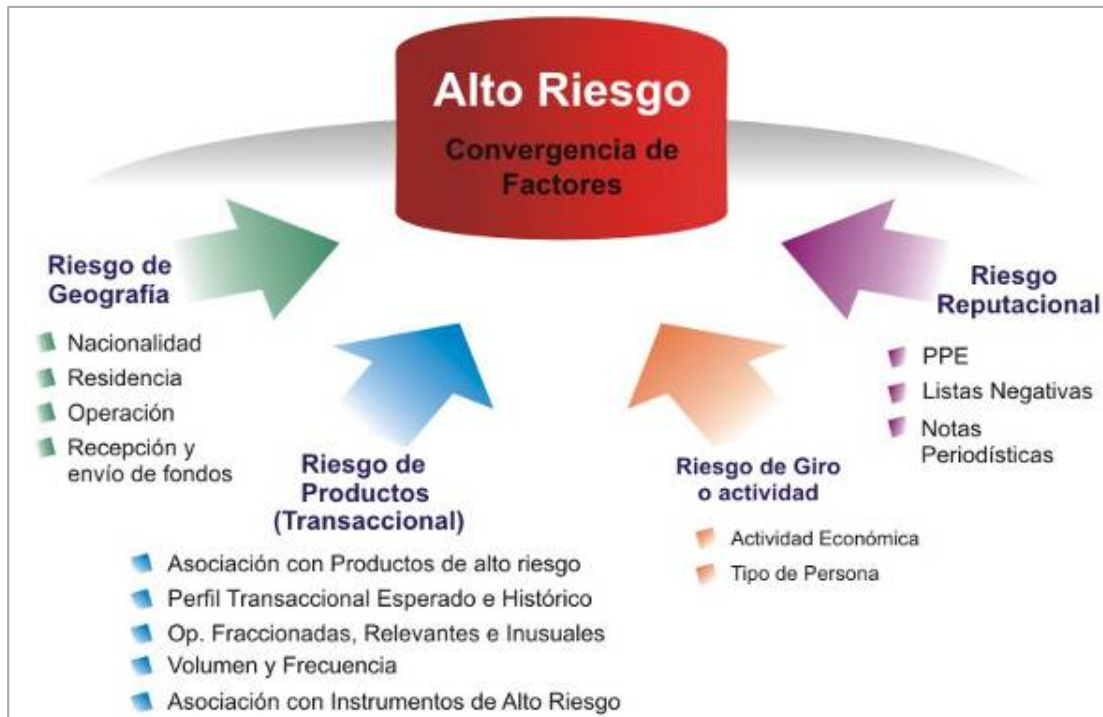 Alto Riesgo
Convergencia de
Factores
Riesgo de
Geografía
Nacionalidad
Residencia
Operación
Recepción y
envío de fondos
Riesgo de
Productos
(Transaccional)
Asociación con Productos de alto riesgo
Perfil Transaccional Esperado e Histórico
Op. Fraccionadas, Relevantes e Inusuales
Volumen y Frecuencia
Asociación con Instrumentos de Alto Riesgo
Riesgo de Giro
o actividad
Actividad Económica
Tipo de Persona
Riesgo
Reputacional
PPE
Listas Negativas
Notas
Periodísticas